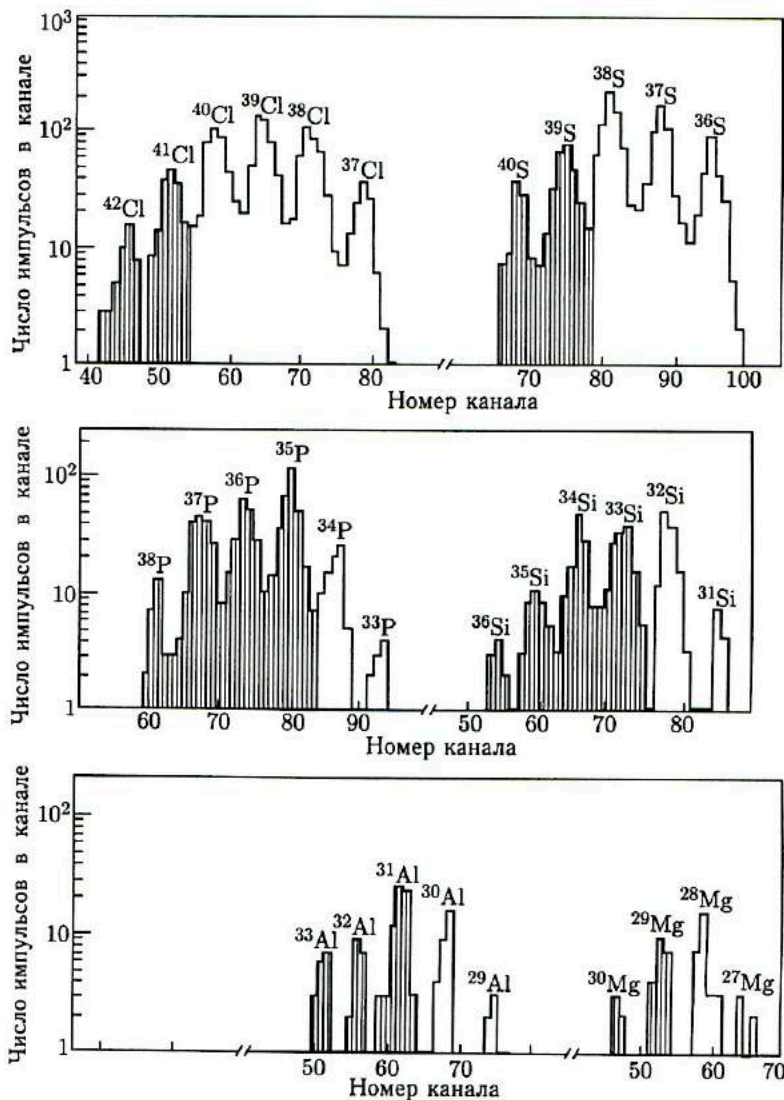 Число импульсов в канале
10³
10²
10
1
⁴²Cl ⁴¹Cl ⁴⁰Cl ³⁹Cl ³⁸Cl ³⁷Cl
⁴⁰S ³⁹S ³⁸S ³⁷S ³⁶S
40 50 60 70 80 70 80 90 100
Номер канала
Число импульсов в канале
10²
10
1
³⁸P ³⁷P ³⁶P ³⁵P ³⁴P ³³P
³⁶Si ³⁵Si ³⁴Si ³³Si ³²Si ³¹Si
60 70 80 90 50 60 70 80
Номер канала
Число импульсов в канале
10²
10
1
³³Al ³²Al ³¹Al ³⁰Al ²⁹Al
³⁰Mg ²⁹Mg ²⁸Mg ²⁷Mg
50 60 70 50 60 70
Номер канала